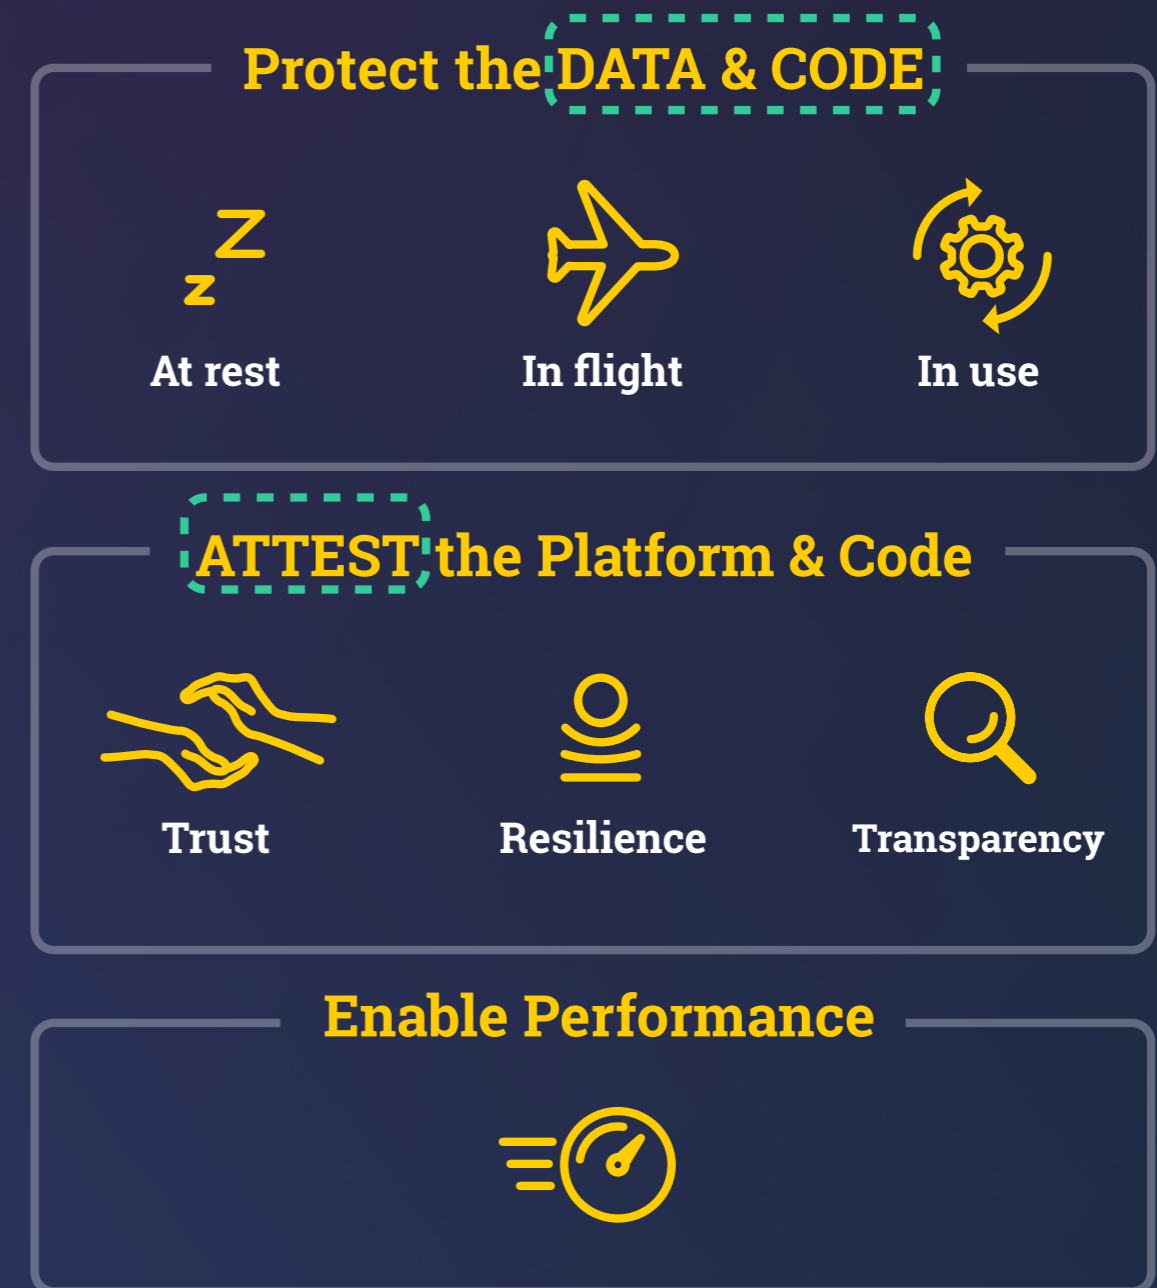 Protect the DATA & CODE
At rest
In flight
In use
ATTEST the Platform & Code
Trust
Resilience
Transparency
Enable Performance